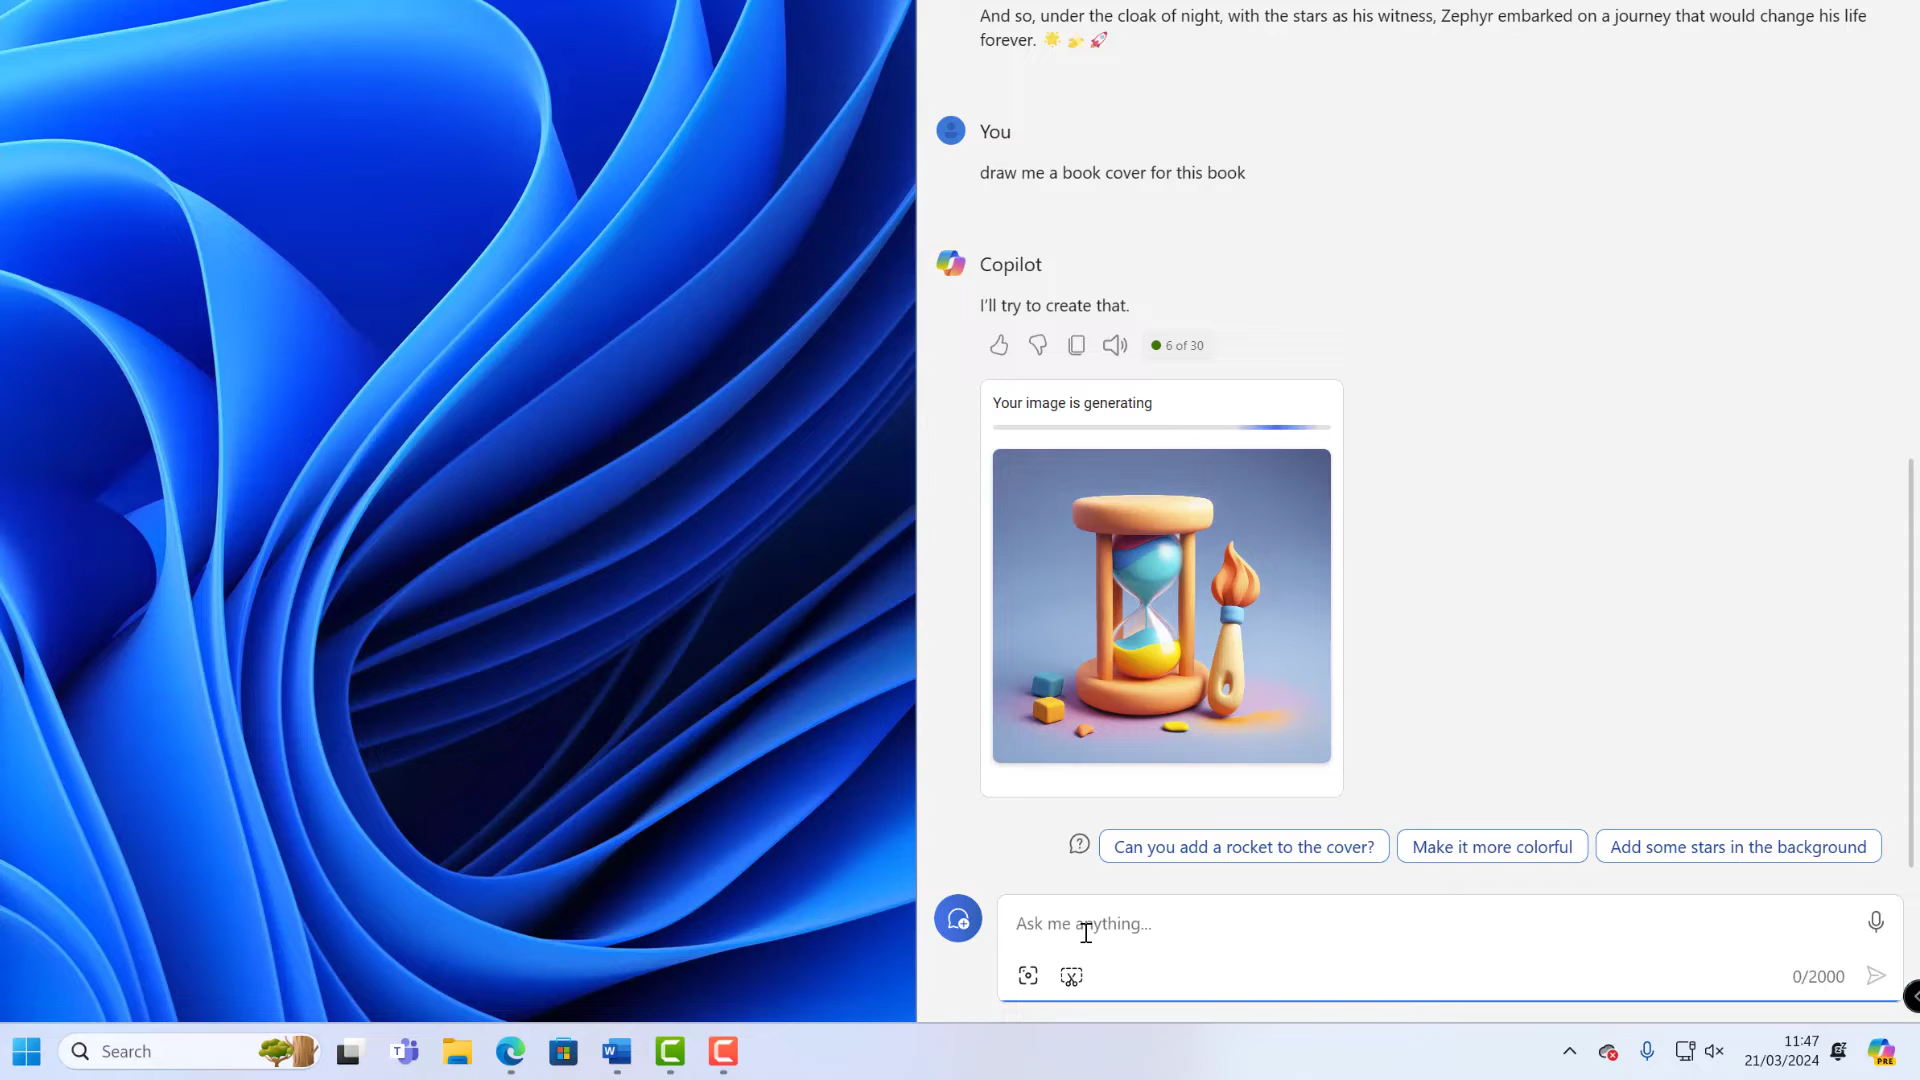 And so, under the cloak of night, with the stars as his witness, Zephyr embarked on a journey that would change his life
forever.
You
draw me a book cover for this book
Copilot
I'll try to create that.
6 of 30
Your image is generating
Can you add a rocket to the cover?
Make it more colorful
Add some stars in the background
Ask me anything...
0/2000
Search
11:47
21/03/2024
PRE